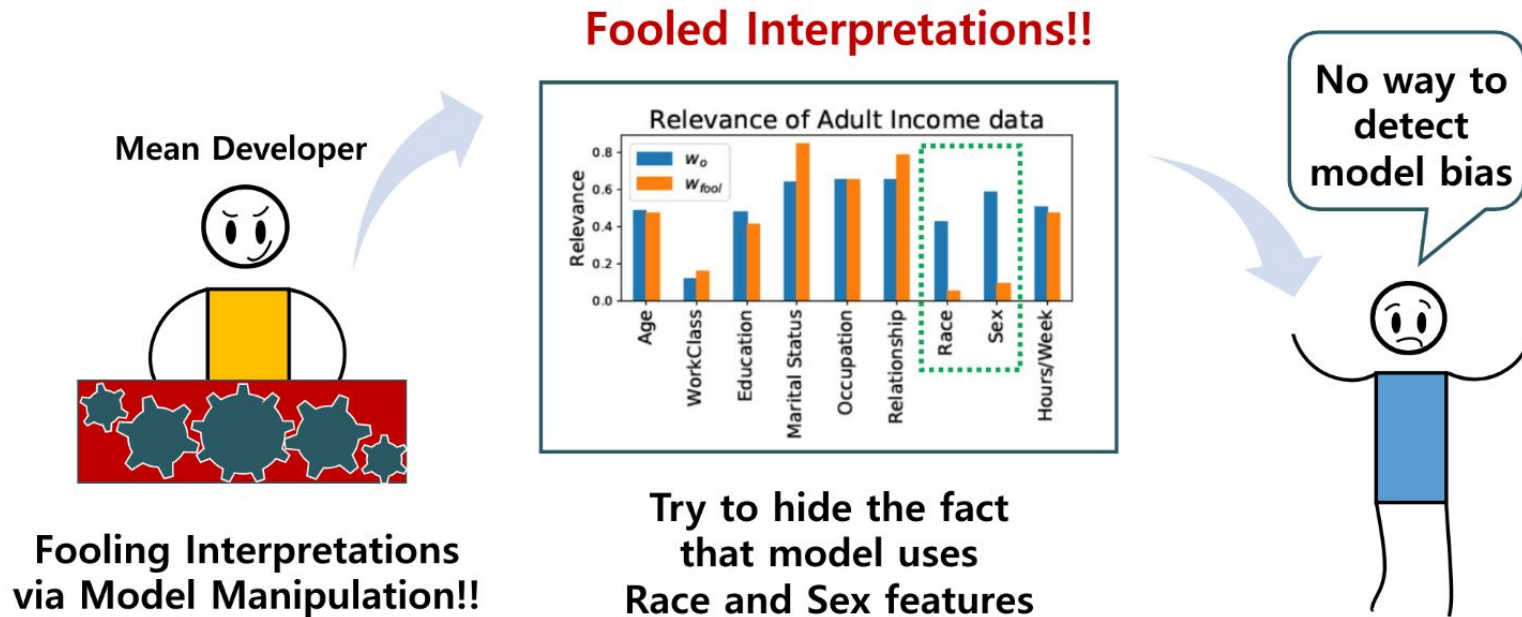 Fooled Interpretations!!
Mean Developer
Relevance of Adult Income data
wₒ
w_fool
Relevance
0.8
0.6
0.4
0.2
0.0
Age
WorkClass
Education
Marital Status
Occupation
Relationship
Race
Sex
Hours/Week
No way to
detect
model bias
Fooling Interpretations
via Model Manipulation!!
Try to hide the fact
that model uses
Race and Sex features